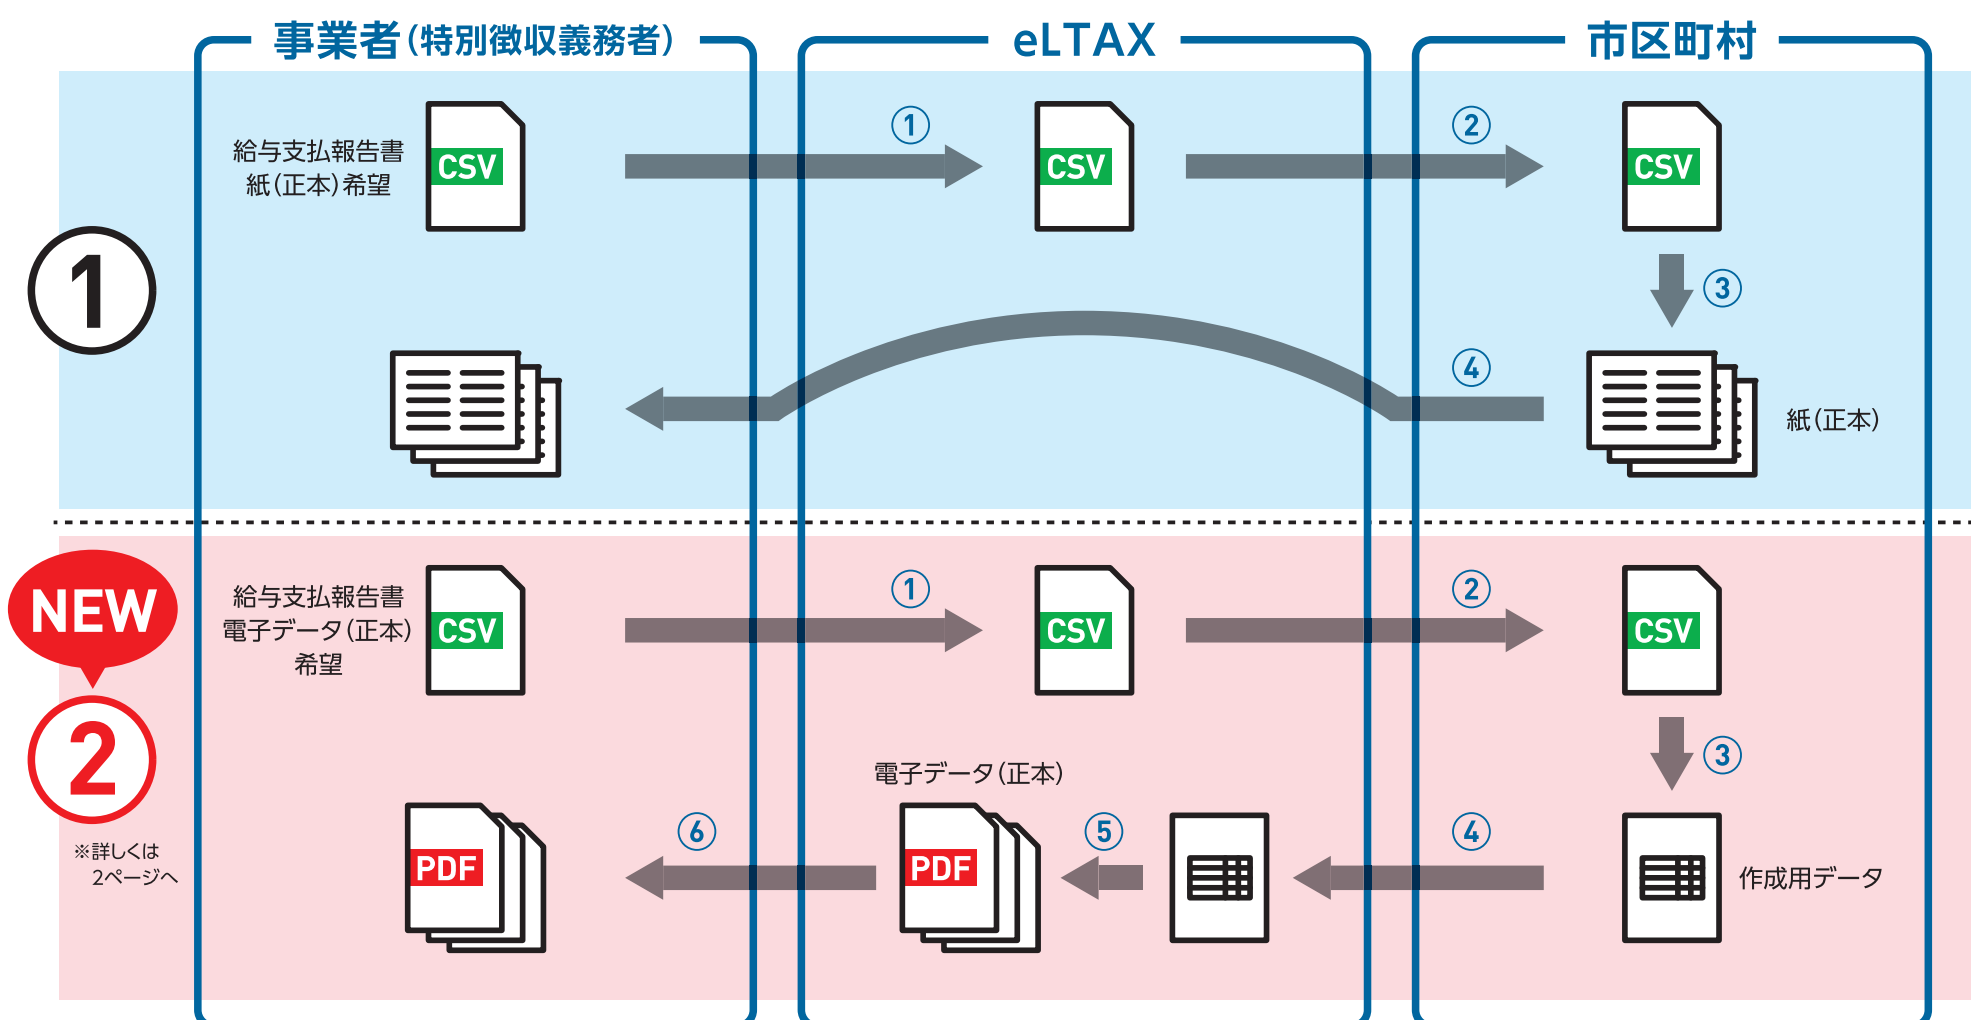 事業者(特別徴収義務者)
eLTAX
市区町村
給与支払報告書
紙(正本)希望
CSV
①
CSV
②
CSV
1
③
④
紙(正本)
NEW
給与支払報告書
電子データ(正本)
希望
CSV
①
CSV
②
CSV
2
③
※詳しくは
2ページへ
PDF
⑥
電子データ(正本)
PDF
⑤
④
作成用データ